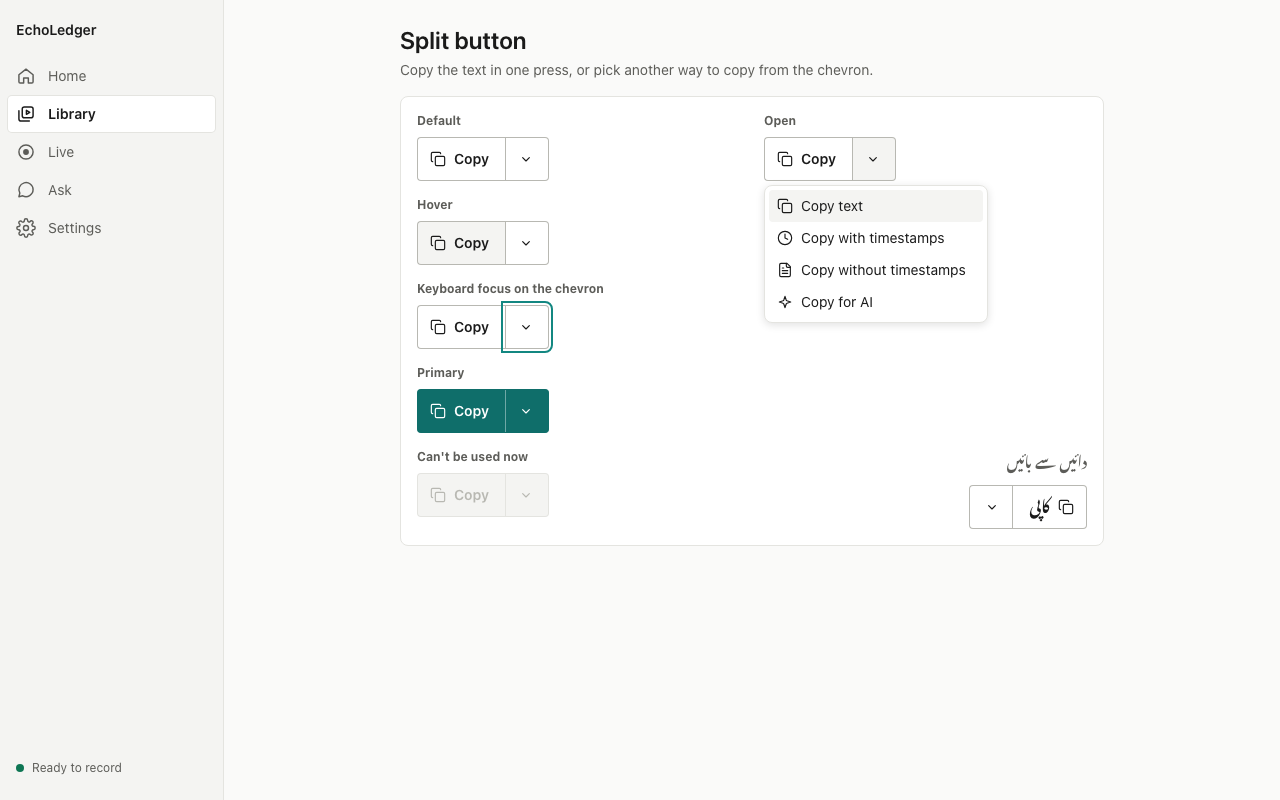 EchoLedger
Home
Library
Live
Ask
Settings
Ready to record
Split button
Copy the text in one press, or pick another way to copy from the chevron.
Default
Copy
Hover
Copy
Keyboard focus on the chevron
Copy
Primary
Copy
Can't be used now
Copy
Open
Copy
Copy text
Copy with timestamps
Copy without timestamps
Copy for AI
دائیں سے بائیں
کاپی